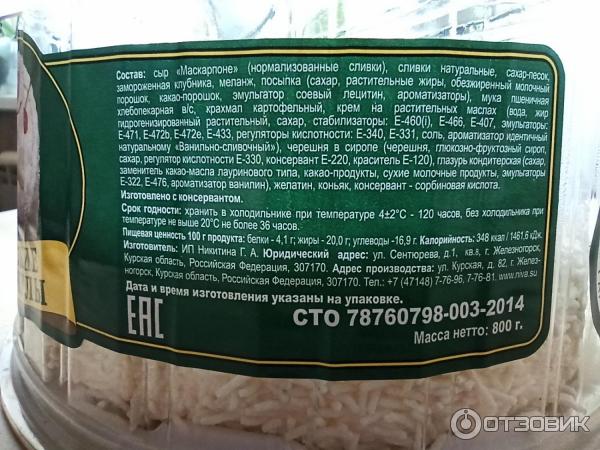 Состав: сыр «Маскарпоне» (нормализованные сливки), сливки натуральные, сахар-песок,
замороженная клубника, меланж, посыпка (сахар, растительные жиры, обезжиренный молочный
порошок, какао-порошок, эмульгатор соевый лецитин, ароматизаторы), мука пшеничная
хлебопекарная в/с, крахмал картофельный, крем на растительных маслах (вода, жир
гидрогенизированный растительный, сахар, стабилизаторы: Е-460(i), Е-466, Е-407, эмульгаторы:
Е-471, Е-472b, Е-472e, Е-433, регуляторы кислотности: Е-340, Е-331, соль, ароматизатор идентичный
натуральному «Ванильно-сливочный»), черешня в сиропе (черешня, глюкозно-фруктозный сироп,
сахар, регулятор кислотности Е-330, консервант Е-220, краситель Е-120), глазурь кондитерская (сахар,
заменитель какао-масла лауринового типа, какао-продукты, сухие молочные продукты, эмульгаторы
Е-322, Е-476, ароматизатор ванилин), желатин, коньяк, консервант - сорбиновая кислота.
Изготовлено с консервантом.
Срок годности: хранить в холодильнике при температуре 4±2°С - 120 часов, без холодильника при
температуре не выше 20°С не более 36 часов.
Пищевая ценность 100 г продукта: белки - 4,1 г; жиры - 20,0 г; углеводы -16,9 г. Калорийность: 348 ккал / 1461,6 кДж.
Изготовитель: ИП Никитина Г. А. Юридический адрес: ул. Сентюрева, д.1, кв.8, г. Железногорск,
Курская область, Российская Федерация, 307170. Адрес производства: ул. Курская, д. 82, г. Желез-
ногорск, Курская область, Российская Федерация, 307170. Тел.: +7 (47148) 7-76-96, 7-76-81. www.niva.su
Дата и время изготовления указаны на упаковке.
ЕАС
СТО 78760798-003-2014
Масса нетто: 800 г.
ОТЗОВИК